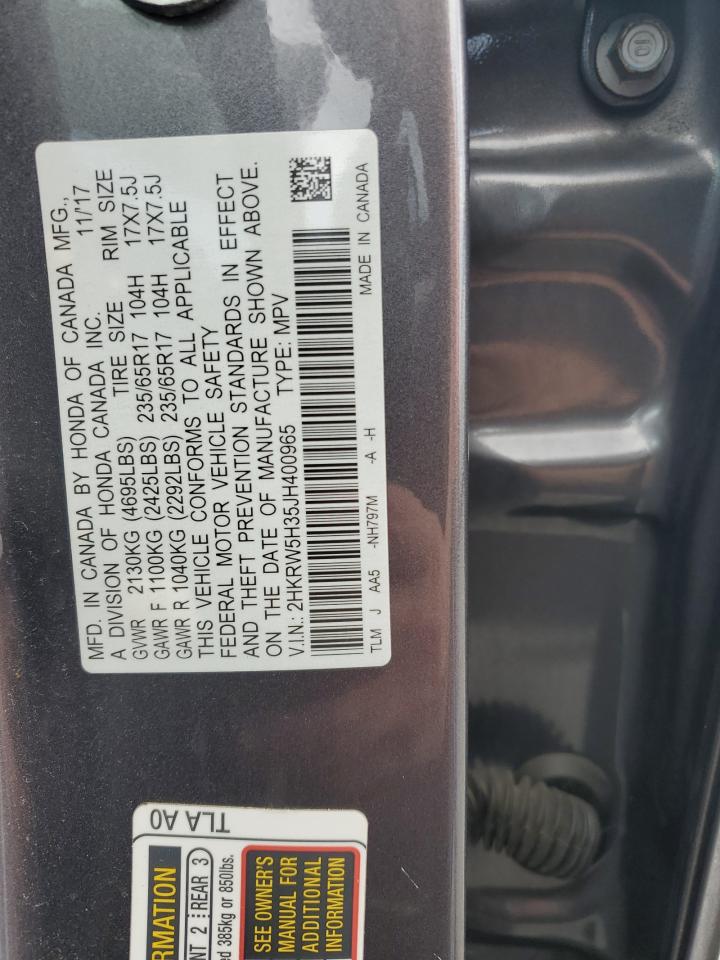 MFD. IN CANADA BY HONDA OF CANADA MFG.,
A DIVISION OF HONDA CANADA INC. 11/'17
GVWR 2130KG (4695LBS) TIRE SIZE RIM SIZE
GAWR F 1100KG (2425LBS) 235/65R17 104H 17X7.5J
GAWR R 1040KG (2292LBS) 235/65R17 104H 17X7.5J
THIS VEHICLE CONFORMS TO ALL APPLICABLE
FEDERAL MOTOR VEHICLE SAFETY
AND THEFT PREVENTION STANDARDS IN EFFECT
ON THE DATE OF MANUFACTURE SHOWN ABOVE.
V.I.N.: 2HKRW5H35JH400965 TYPE: MPV
TLM J AA5 -NH797M -A -H MADE IN CANADA
TLA A0
RMATION
NT 2 REAR 3
ed 385kg or 850lbs.
SEE OWNER'S
MANUAL FOR
ADDITIONAL
INFORMATION
10